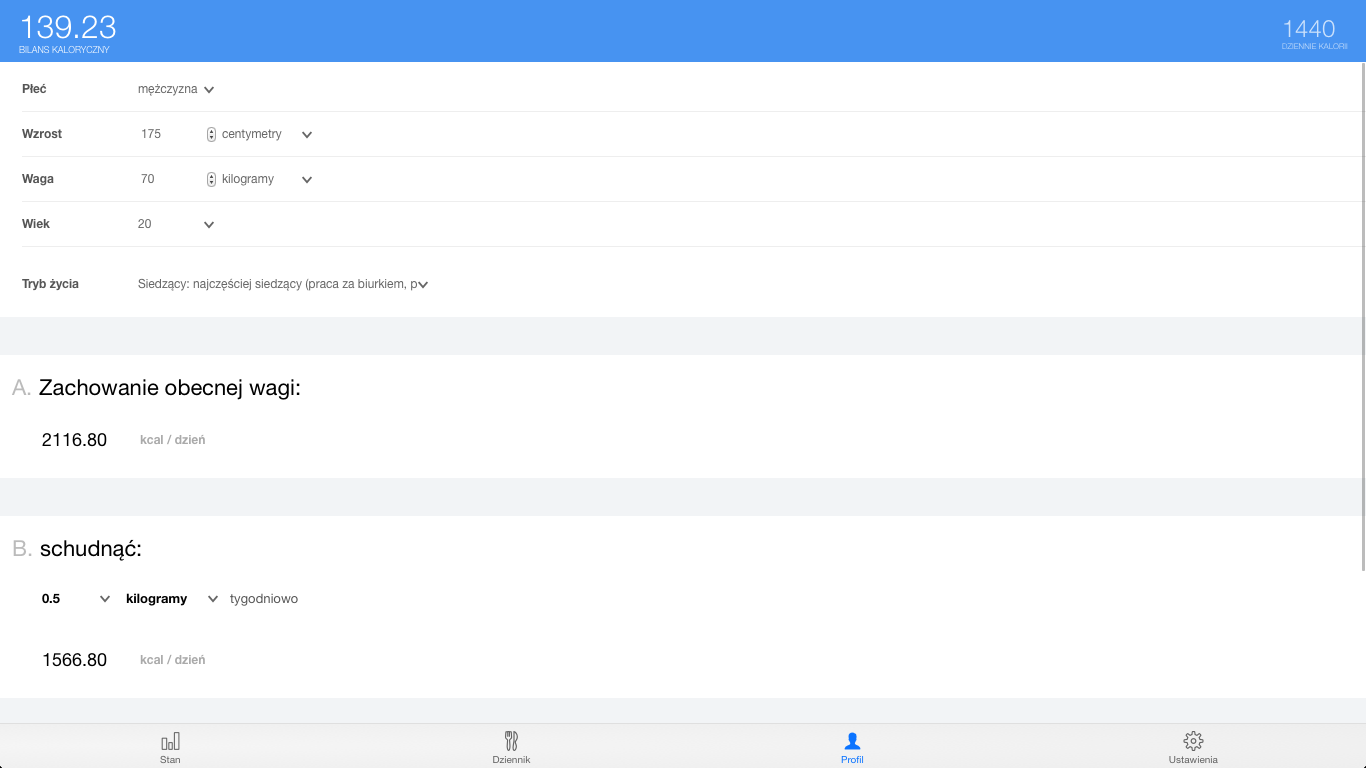 139.23
BILANS KALORYCZNY
1440
DZIENNIE KALORII
Płeć mężczyzna
Wzrost 175 centymetry
Waga 70 kilogramy
Wiek 20
Tryb życia Siedzący: najczęściej siedzący (praca za biurkiem, p
A. Zachowanie obecnej wagi:
2116.80 kcal / dzień
B. schudnąć:
0.5 kilogramy tygodniowo
1566.80 kcal / dzień
Stan Dziennik Profil Ustawienia